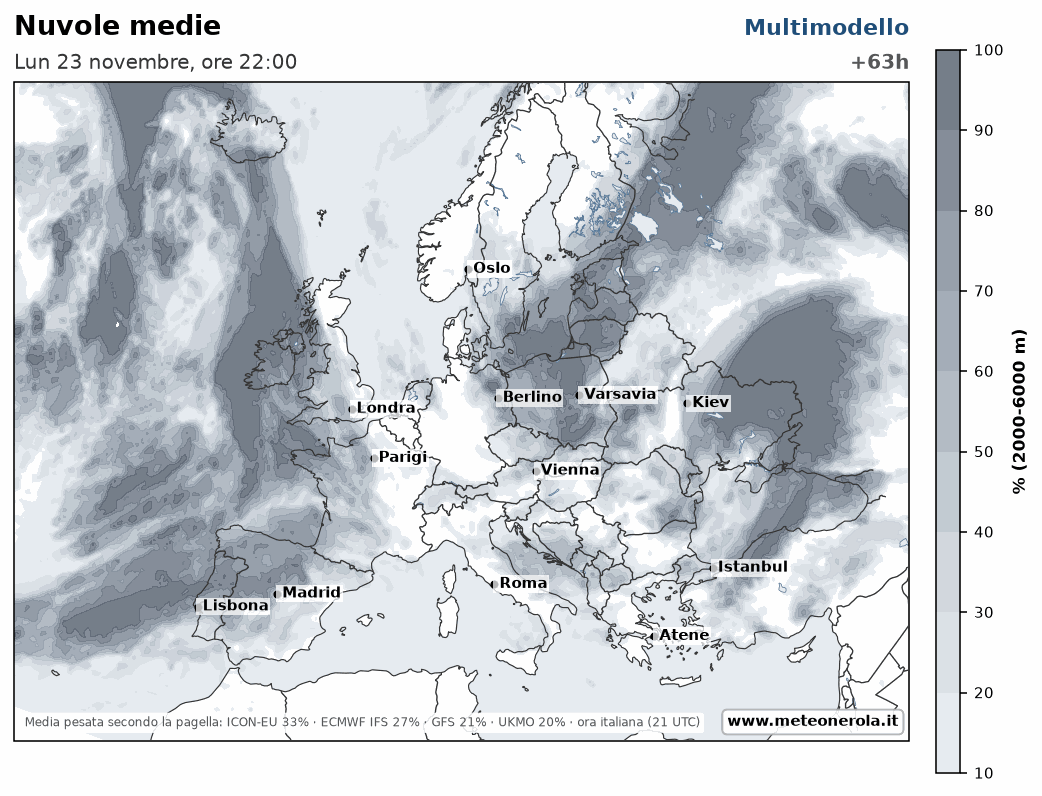 Nuvole medie
Multimodello
Lun 23 novembre, ore 22:00
+63h
100
90
80
70
60
50
40
30
20
10
% (2000-6000 m)
Oslo
Londra
Berlino
Varsavia
Kiev
Parigi
Vienna
Istanbul
Roma
Madrid
Lisbona
Atene
Media pesata secondo la pagella: ICON-EU 33% · ECMWF IFS 27% · GFS 21% · UKMO 20% · ora italiana (21 UTC)
www.meteonerola.it